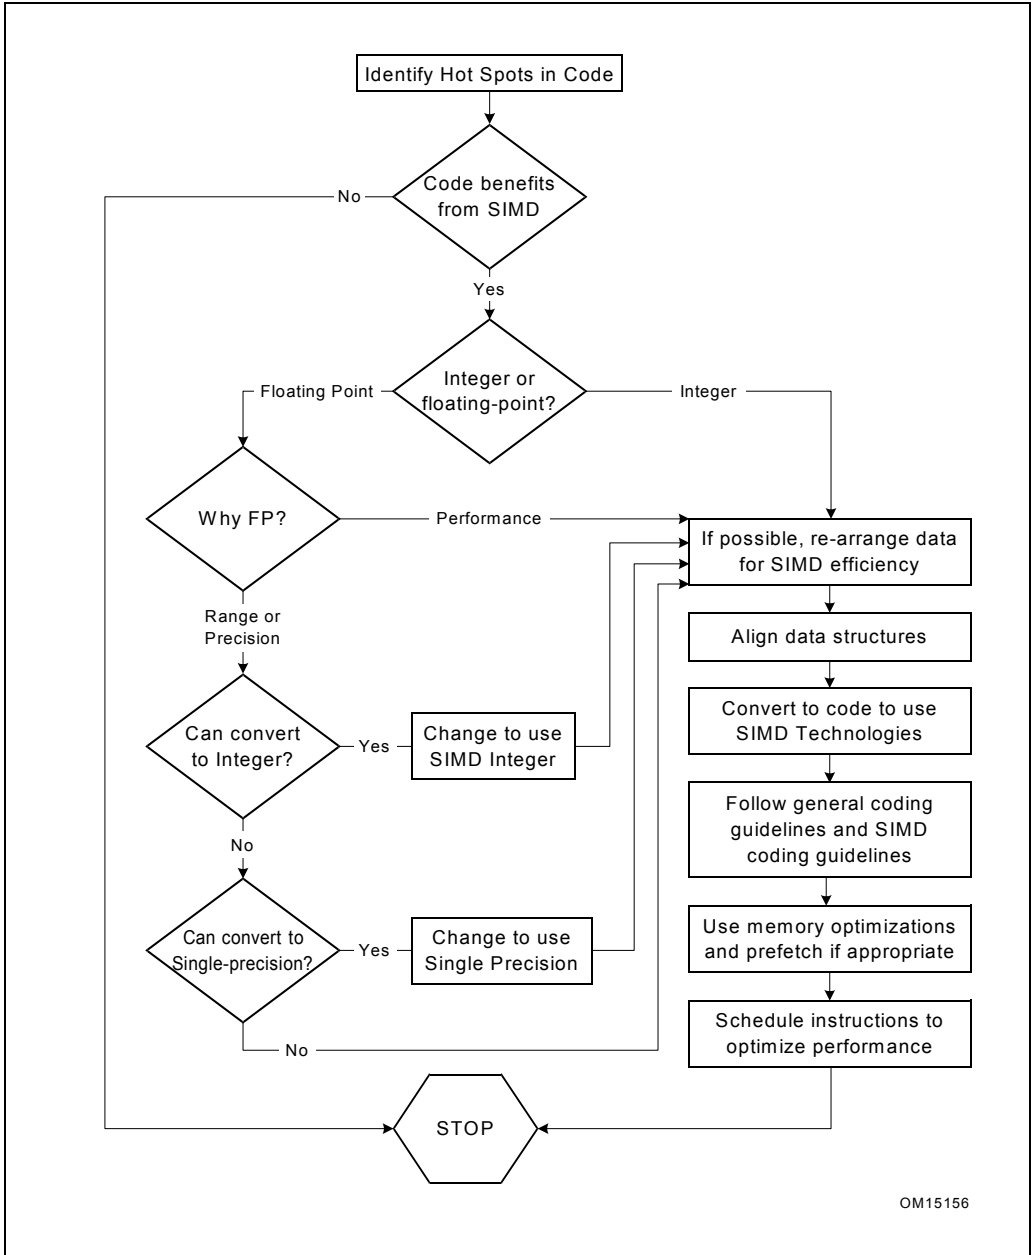 Identify Hot Spots in Code
Code benefits
from SIMD
No
Yes
Integer or
floating-point?
Floating Point
Integer
Why FP?
Performance
If possible, re-arrange data
for SIMD efficiency
Range or
Precision
Align data structures
Can convert
to Integer?
Yes
Change to use
SIMD Integer
Convert to code to use
SIMD Technologies
Follow general coding
guidelines and SIMD
coding guidelines
No
Can convert to
Single-precision?
Yes
Change to use
Single Precision
Use memory optimizations
and prefetch if appropriate
Schedule instructions to
optimize performance
No
STOP
OM15156